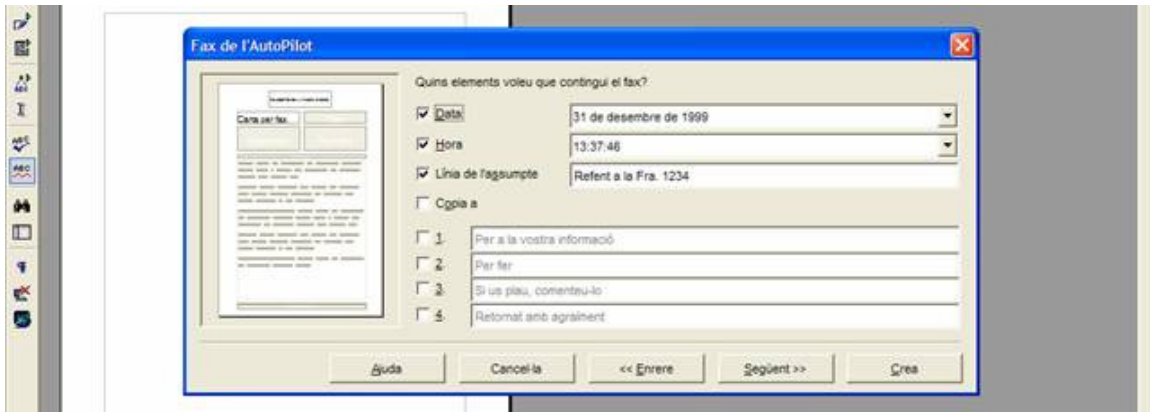 Fax de l'AutoPilot
Quins elements voleu que contingui el fax?
Data 31 de desembre de 1999
Hora 13:37:46
Línia de l'assumpte Refent a la Fra. 1234
Copia a
1. Per a la vostra informació
2. Per fer
3. Si us plau, comenteu-lo
4. Retornat amb agraïment
Carta per fax
Ajuda Cancel·la << Enrere Següent >> Crea
ABC